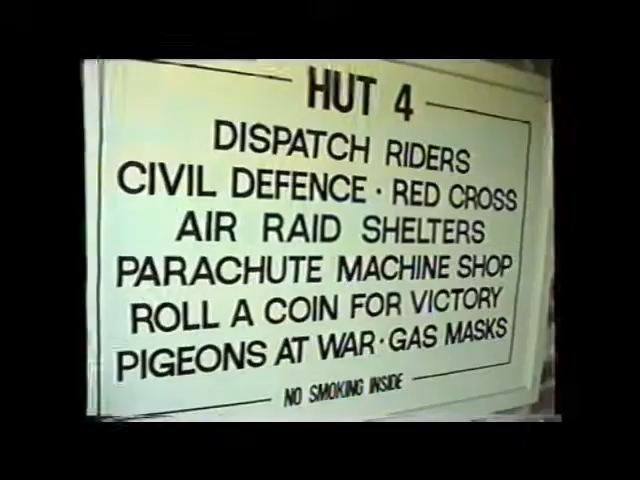 HUT 4
DISPATCH RIDERS
CIVIL DEFENCE · RED CROSS
AIR RAID SHELTERS
PARACHUTE MACHINE SHOP
ROLL A COIN FOR VICTORY
PIGEONS AT WAR · GAS MASKS
NO SMOKING INSIDE